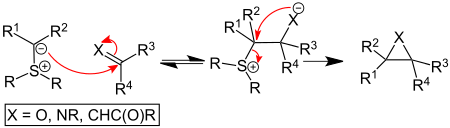 R¹ R² X R³ R S⊕ R R⁴
R¹ R² X⊖ R³ R⁴ R S⊕ R
R² R¹ X R³ R⁴
X = O, NR, CHC(O)R